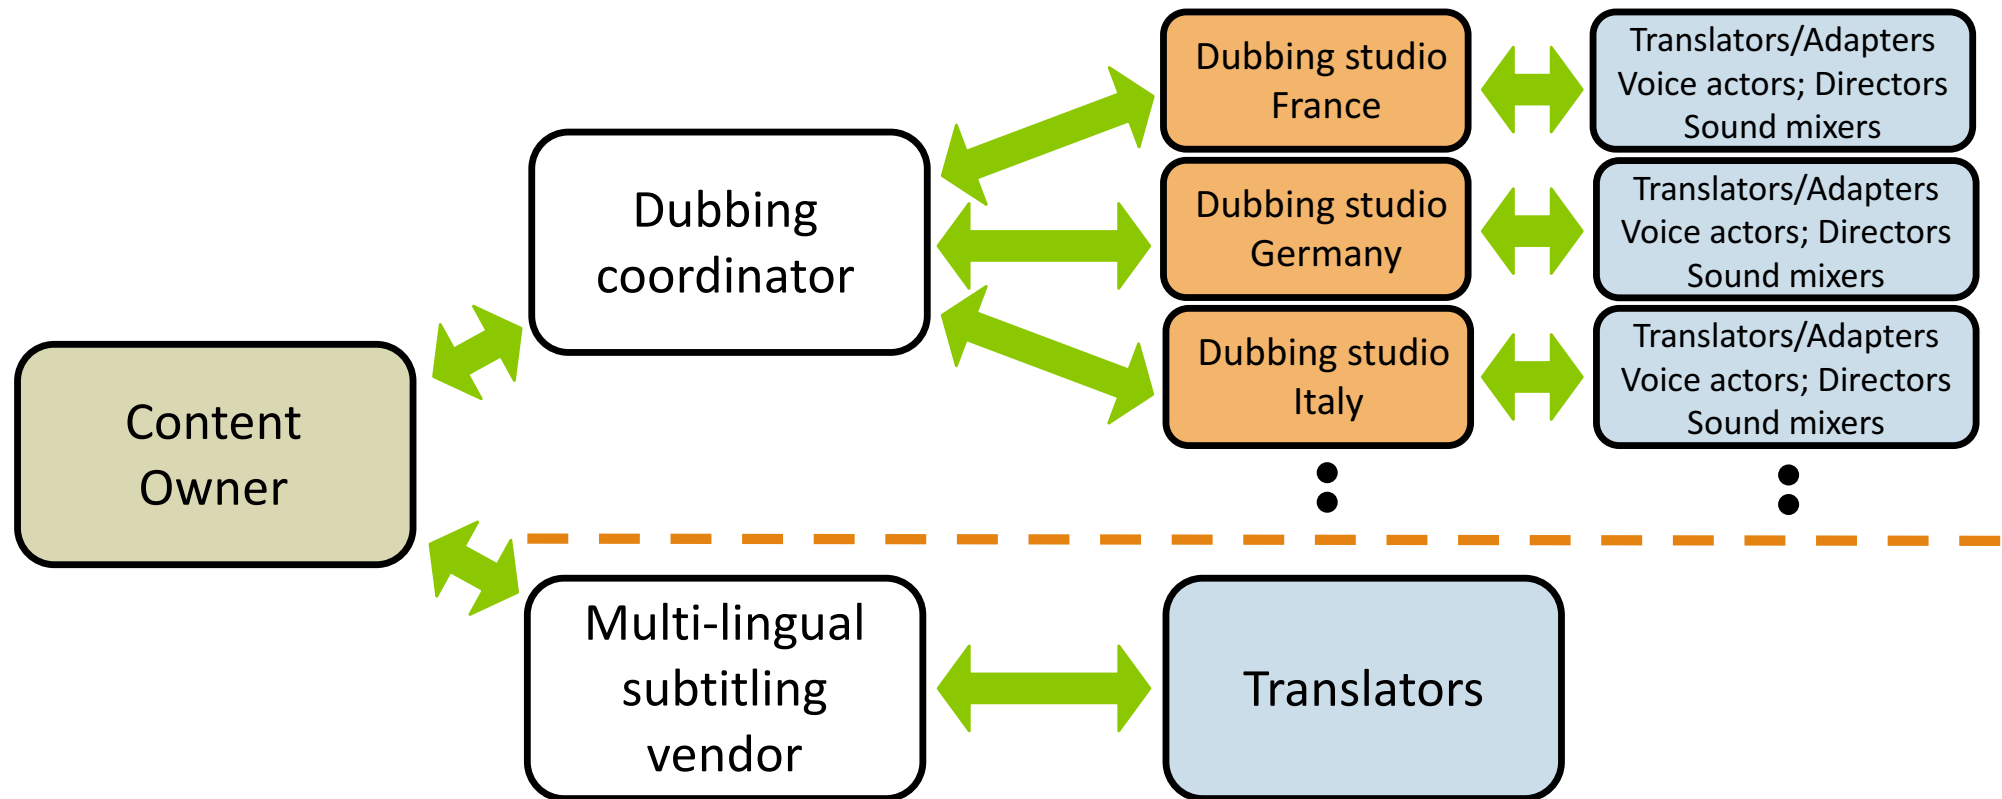 Content
Owner
Dubbing
coordinator
Dubbing studio
France
Translators/Adapters
Voice actors; Directors
Sound mixers
Dubbing studio
Germany
Translators/Adapters
Voice actors; Directors
Sound mixers
Dubbing studio
Italy
Translators/Adapters
Voice actors; Directors
Sound mixers
Multi-lingual
subtitling
vendor
Translators